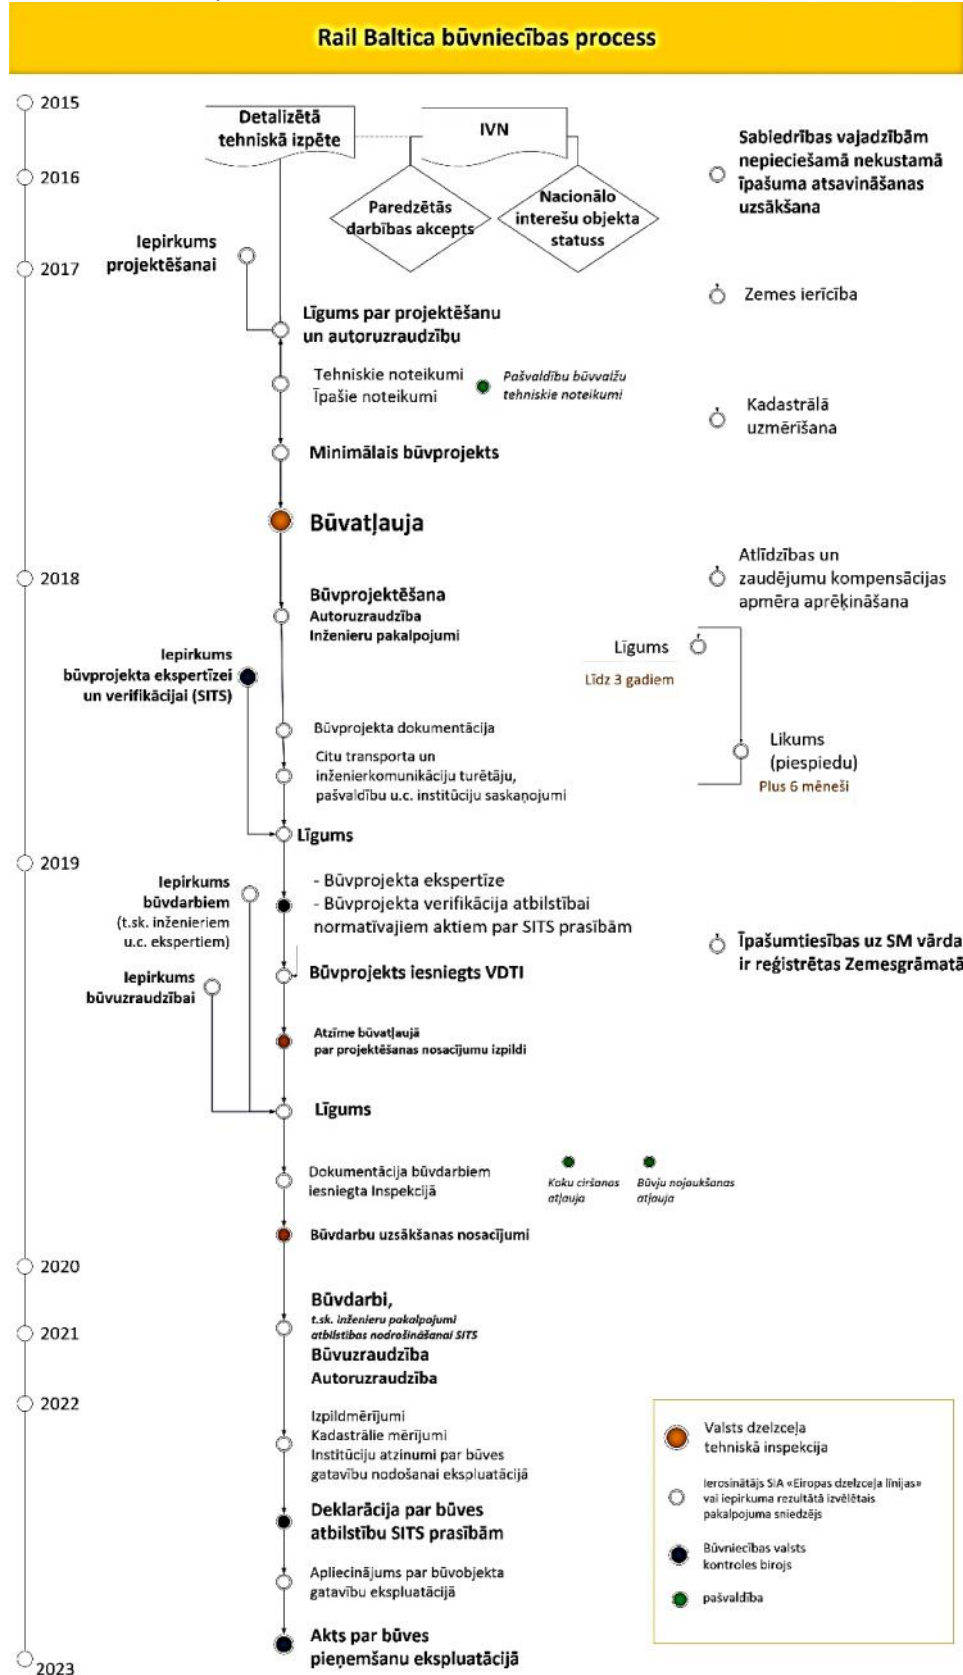 Rail Baltica būvniecības process
2015
2016
2017
2018
2019
2020
2021
2022
2023
Detalizētā
tehniskā izpēte
IVN
Paredzētās
darbības akcepts
Nacionālo
interešu objekta
statuss
Iepirkums
projektēšanai
Līgums par projektēšanu
un autoruzraudzību
Tehniskie noteikumi
Īpašie noteikumi
Pašvaldību būvvalžu
tehniskie noteikumi
Minimālais būvprojekts
Būvatļauja
Būvprojektēšana
Autoruzraudzība
Inženieru pakalpojumi
Iepirkums
būvprojekta ekspertīzei
un verifikācijai (SITS)
Būvprojekta dokumentācija
Citu transporta un
inženierkomunikāciju turētāju,
pašvaldību u.c. institūciju saskaņojumi
Līgums
Iepirkums
būvdarbiem
(t.sk. inženieriem
u.c. ekspertiem)
- Būvprojekta ekspertīze
- Būvprojekta verifikācija atbilstībai
normatīvajiem aktiem par SITS prasībām
Iepirkums
būvuzraudzībai
Būvprojekts iesniegts VDTI
Atzīme būvatļaujā
par projektēšanas nosacījumu izpildi
Līgums
Dokumentācija būvdarbiem
iesniegta Inspekcijā
Koku ciršanas
atļauja
Būvju nojaukšanas
atļauja
Būvdarbu uzsākšanas nosacījumi
Būvdarbi,
t.sk. inženieru pakalpojumi
atbilstības nodrošināšanai SITS
Būvuzraudzība
Autoruzraudzība
Izpildmērījumi
Kadastrālie mērījumi
Institūciju atzinumi par būves
gatavību nodošanai ekspluatācijā
Deklarācija par būves
atbilstību SITS prasībām
Apliecinājums par būvobjekta
gatavību ekspluatācijā
Akts par būves
pieņemšanu ekspluatācijā
Sabiedrības vajadzībām
nepieciešamā nekustamā
īpašuma atsavināšanas
uzsākšana
Zemes ierīcība
Kadastrālā
uzmērīšana
Atlīdzības un
zaudējumu kompensācijas
apmēra aprēķināšana
Līgums
Līdz 3 gadiem
Likums
(piespiedu)
Plus 6 mēneši
Īpašumtiesības uz SM vārda
ir reģistrētas Zemesgrāmatā
Valsts dzelzceļa
tehniskā inspekcija
Ierosinātājs SIA «Eiropas dzelzceļa līnijas»
vai iepirkuma rezultātā izvēlētais
pakalpojuma sniedzējs
Būvniecības valsts
kontroles birojs
pašvaldība